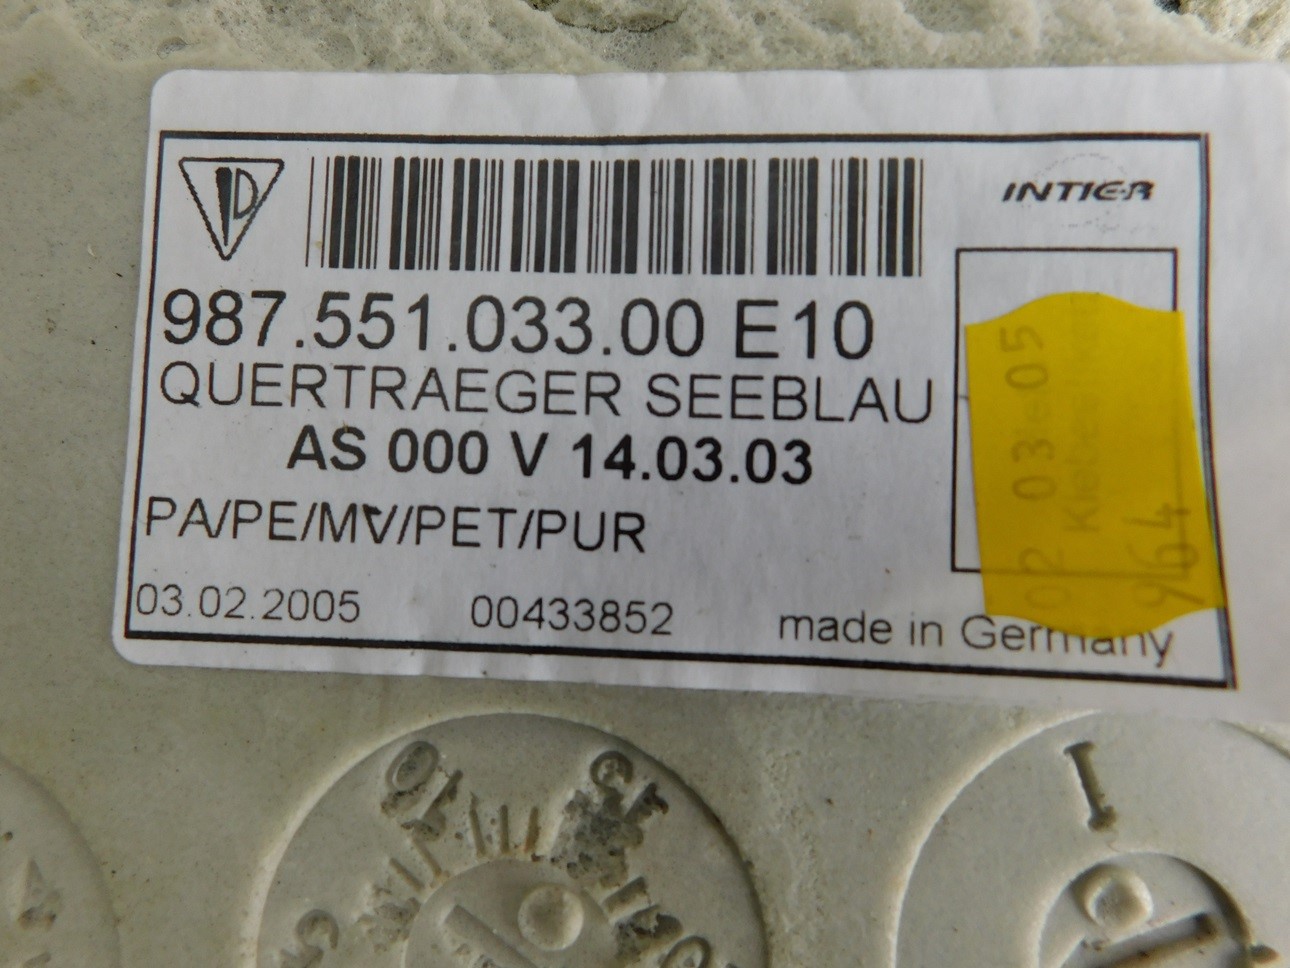 INTIER
987.551.033.00 E10
QUERTRAEGER SEEBLAU
AS 000 V 14.03.03
PA/PE/MV/PET/PUR
03.02.2005 00433852 made in Germany
02 03 05
964